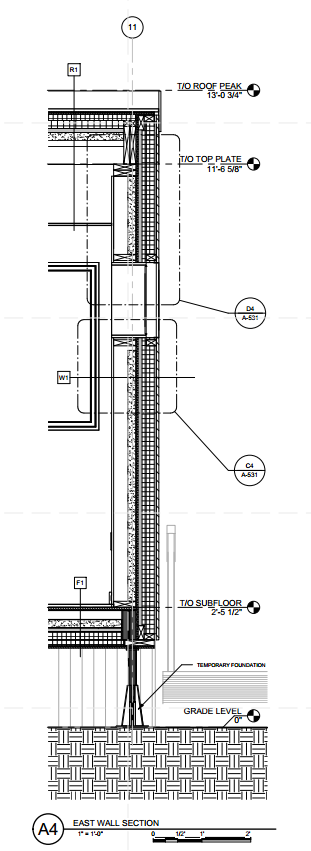 11
R1
T/O ROOF PEAK
13'-0 3/4"
T/O TOP PLATE
11'-6 5/8"
D4
A-531
W1
C4
A-531
F1
T/O SUBFLOOR
2'-5 1/2"
TEMPORARY FOUNDATION
GRADE LEVEL
0"
A4
EAST WALL SECTION
1" = 1'-0"
0 1/2' 1' 2'